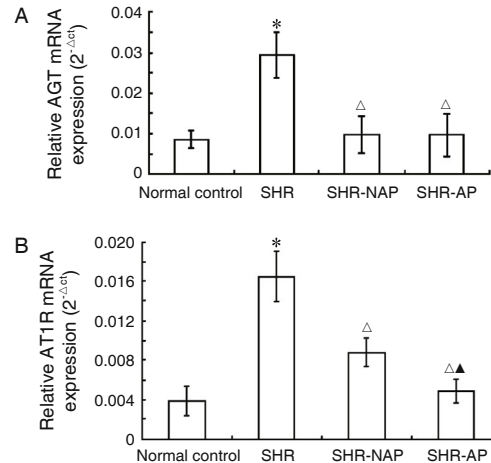 A
Relative AGT mRNA
expression (2⁻△ct)
0.04
0.03
0.02
0.01
0
*
△
△
Normal control SHR SHR-NAP SHR-AP
B
Relative AT1R mRNA
expression (2⁻△ct)
0.020
0.016
0.012
0.008
0.004
0
*
△
△▲
Normal control SHR SHR-NAP SHR-AP